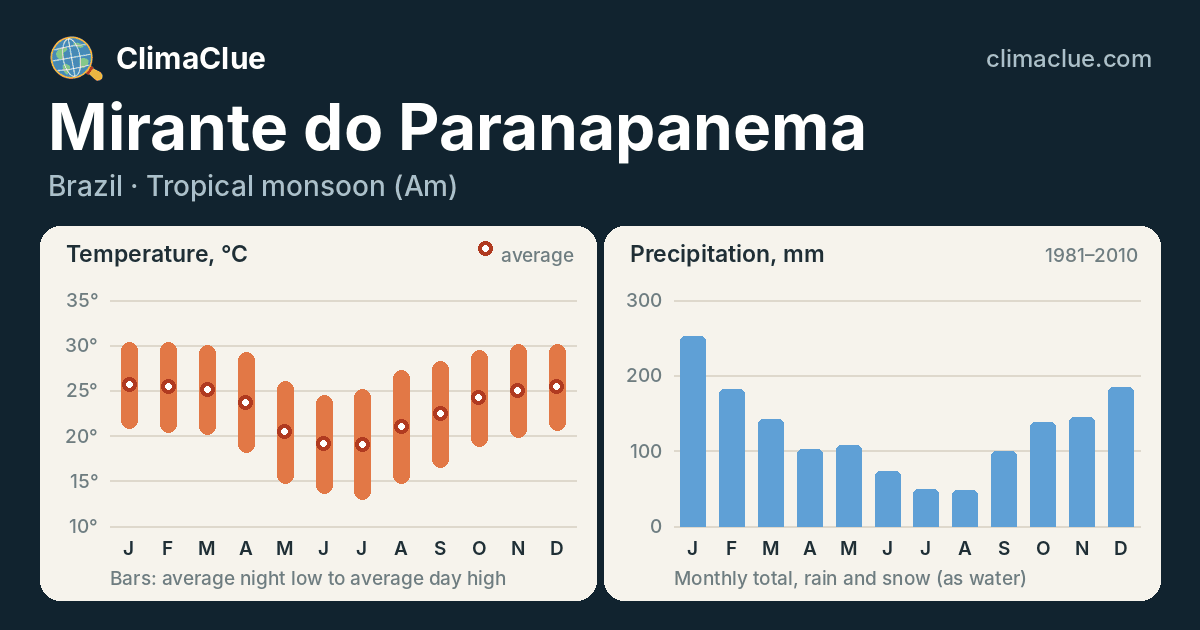 ClimaClue
climaclue.com
Mirante do Paranapanema
Brazil · Tropical monsoon (Am)
Temperature, °C
average
35°
30°
25°
20°
15°
10°
J F M A M J J A S O N D
Bars: average night low to average day high
Precipitation, mm
1981–2010
300
200
100
0
J F M A M J J A S O N D
Monthly total, rain and snow (as water)